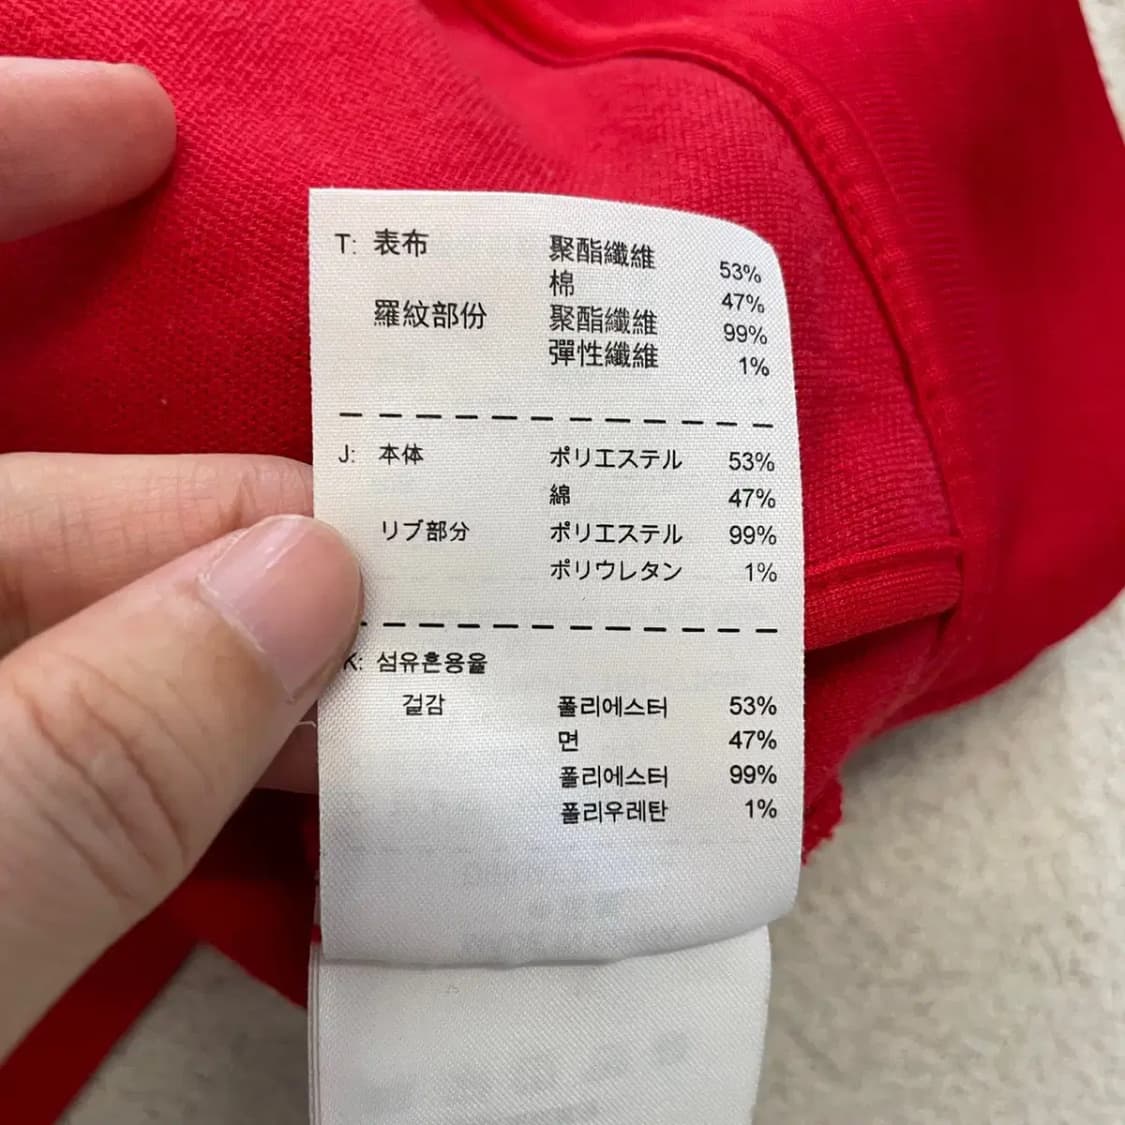 T: 表布 聚酯纖維 53%
棉 47%
羅紋部份 聚酯纖維 99%
彈性纖維 1%
J: 本体 ポリエステル 53%
綿 47%
リブ部分 ポリエステル 99%
ポリウレタン 1%
K: 섬유혼용율
겉감 폴리에스터 53%
면 47%
폴리에스터 99%
폴리우레탄 1%